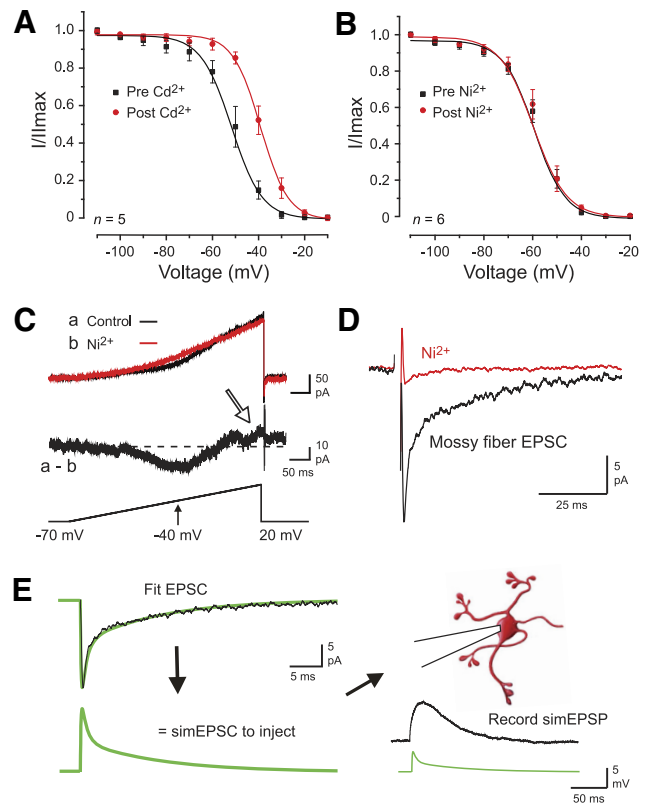 A
I/IImax
1.0
0.8
0.6
0.4
0.2
0
Pre Cd2+
Post Cd2+
n = 5
-100 -80 -60 -40 -20
Voltage (mV)
B
I/Imax
1.0
0.8
0.6
0.4
0.2
0
Pre Ni2+
Post Ni2+
n = 6
-100 -80 -60 -40 -20
Voltage (mV)
C
a Control
b Ni2+
50
pA
a - b
10
pA
50 ms
-70 mV
-40 mV
20 mV
D
Ni2+
Mossy fiber EPSC
5
pA
25 ms
E
Fit EPSC
5
pA
5 ms
= simEPSC to inject
Record simEPSP
5
mV
50 ms